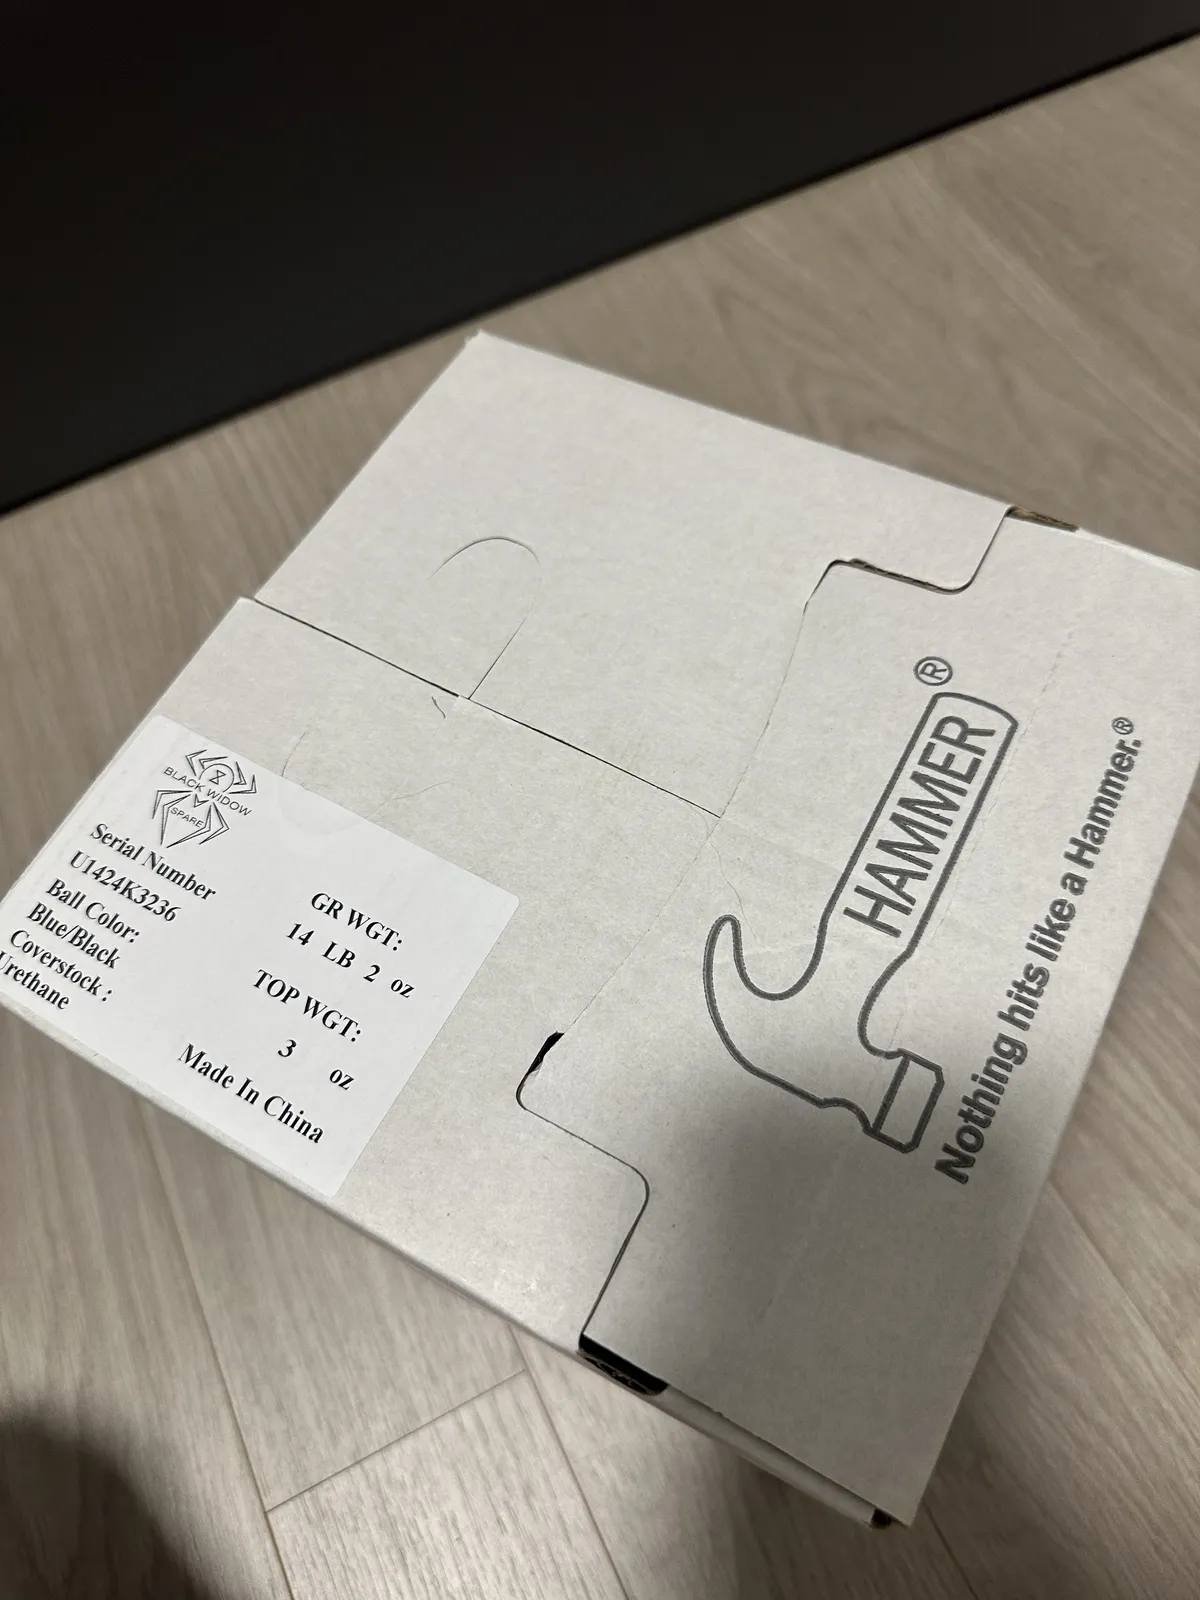 BLACK WIDOW
SPARE
Serial Number
U1424K3236
Ball Color:
Blue/Black
Coverstock :
Urethane
GR WGT:
14 LB 2 oz
TOP WGT:
3 oz
Made In China
HAMMER®
Nothing hits like a Hammer.®